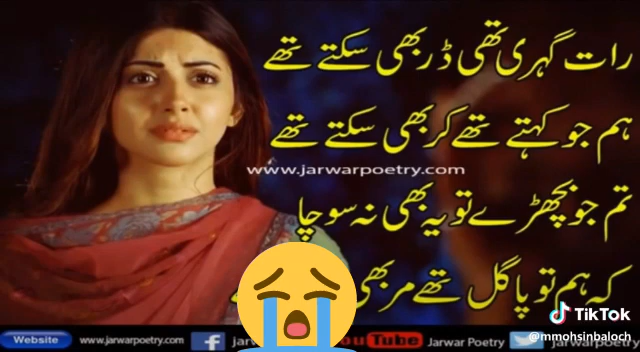 رات گہری تھی ڈر بھی سکتے تھے
ہم جو کہتے تھے کر بھی سکتے تھے
www.jarwarpoetry.com
تم جو بچھڑے تو یہ بھی نہ سوچا
کہ ہم تو پاگل تھے مر بھی
TikTok
@mmohsinbaloch
Website www.jarwarpoetry.com f jarw Tube Jarwar Poetry